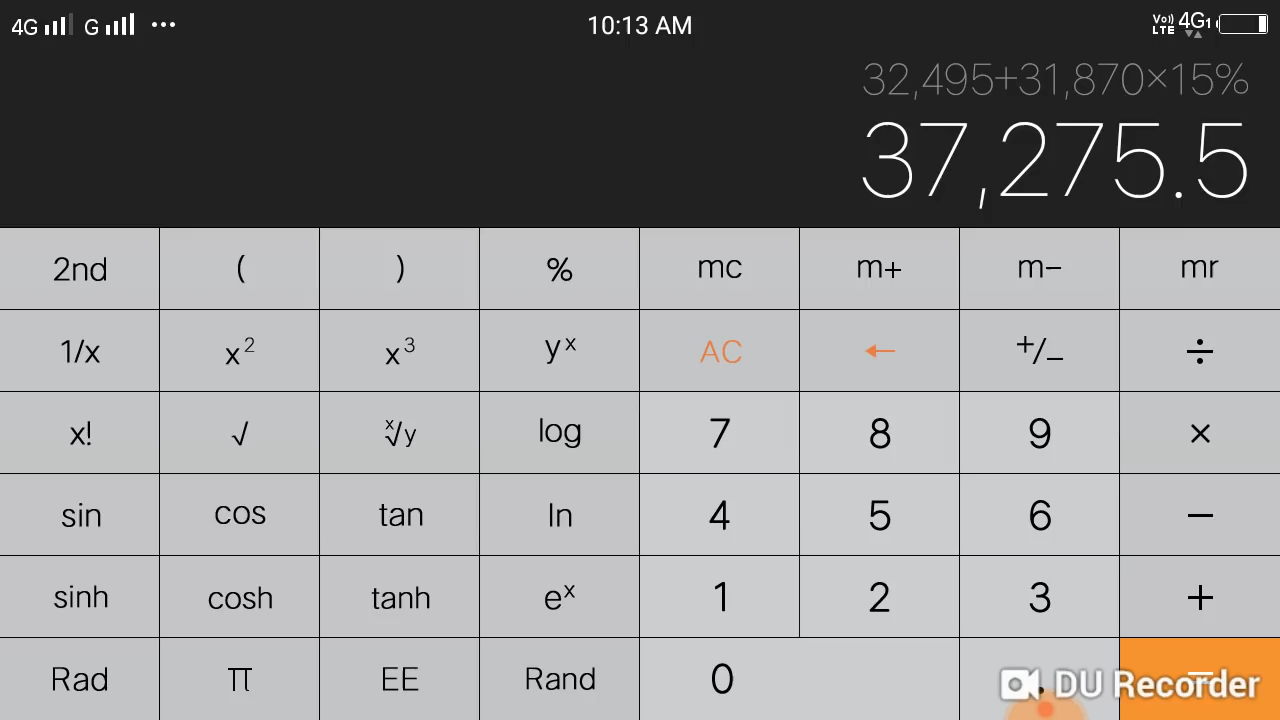 4G G ... 10:13 AM Vo)) LTE 4G1
32,495+31,870×15%
37,275.5
2nd ( ) % mc m+ m− mr
1/x x² x³ yˣ AC ← +/− ÷
x! √ ˣ√y log 7 8 9 ×
sin cos tan ln 4 5 6 −
sinh cosh tanh eˣ 1 2 3 +
Rad π EE Rand 0 . =
DU Recorder